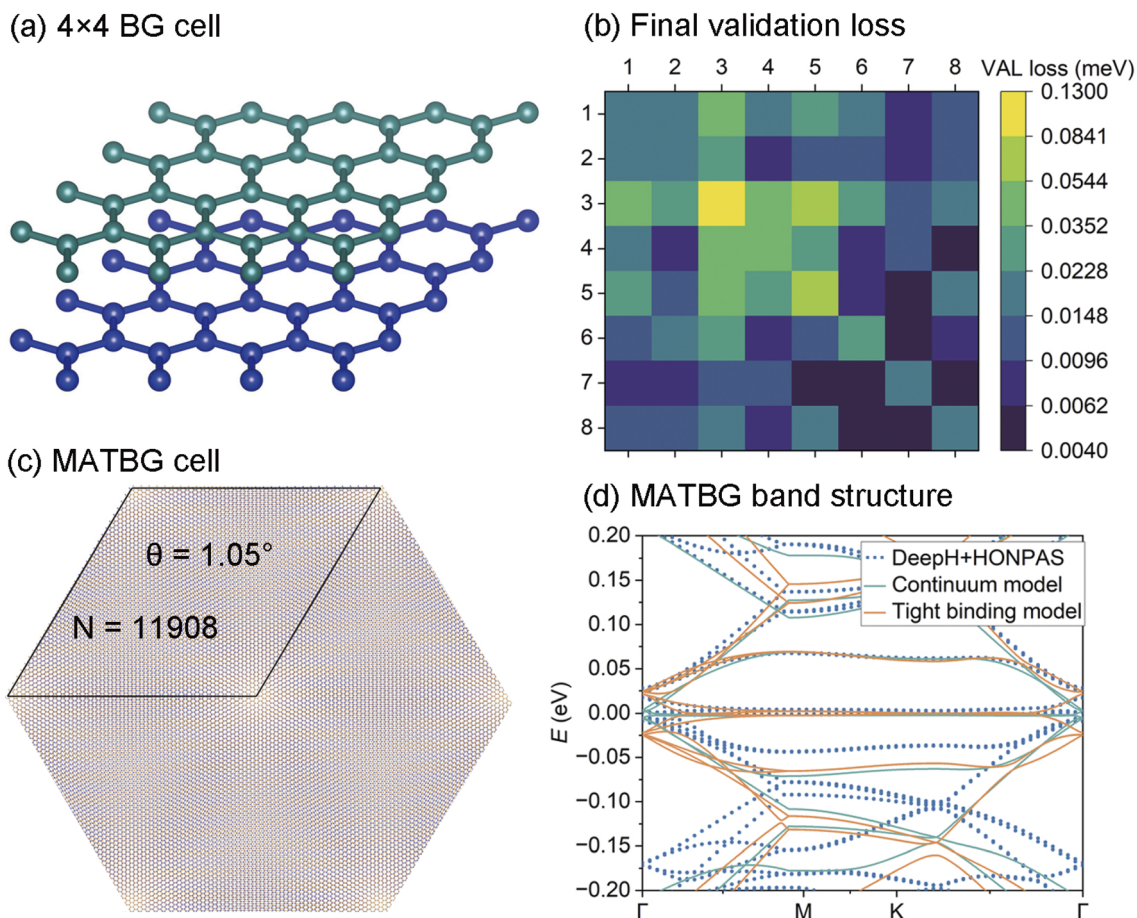 (a) 4×4 BG cell
(b) Final validation loss
1 2 3 4 5 6 7 8
VAL loss (meV)
1
2
3
4
5
6
7
8
0.1300
0.0841
0.0544
0.0352
0.0228
0.0148
0.0096
0.0062
0.0040
(c) MATBG cell
θ = 1.05°
N = 11908
(d) MATBG band structure
DeepH+HONPAS
Continuum model
Tight binding model
E (eV)
0.20
0.15
0.10
0.05
0.00
−0.05
−0.10
−0.15
−0.20
Γ M K Γ